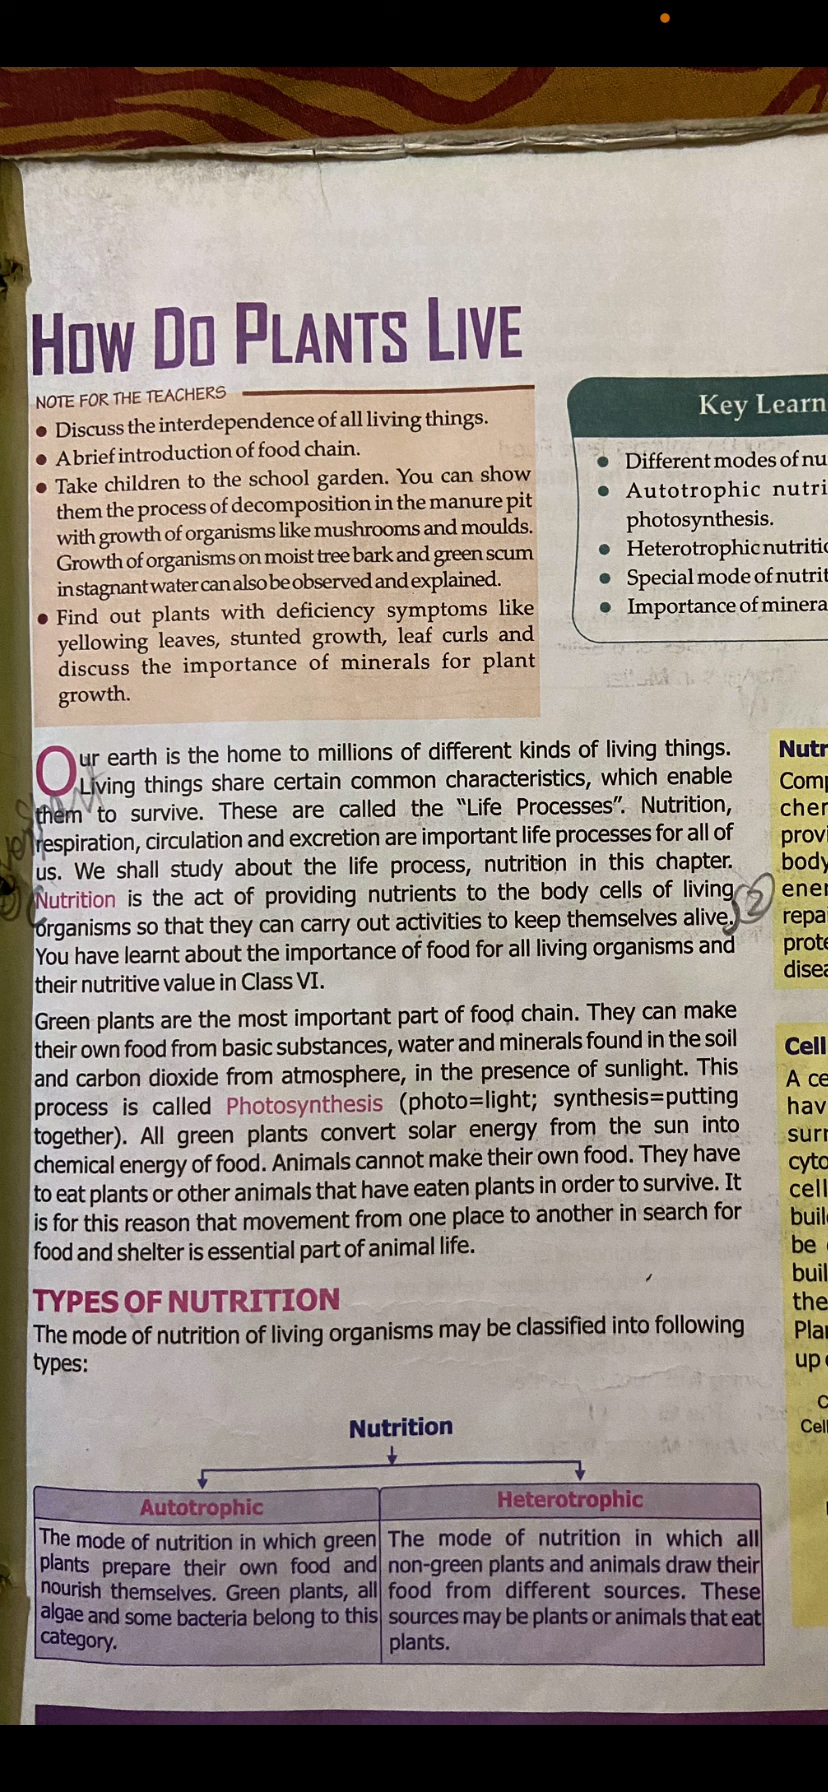 HOW DO PLANTS LIVE
NOTE FOR THE TEACHERS
● Discuss the interdependence of all living things.
● A brief introduction of food chain.
● Take children to the school garden. You can show
them the process of decomposition in the manure pit
with growth of organisms like mushrooms and moulds.
Growth of organisms on moist tree bark and green scum
in stagnant water can also be observed and explained.
● Find out plants with deficiency symptoms like
yellowing leaves, stunted growth, leaf curls and
discuss the importance of minerals for plant
growth.
Key Learn
● Different modes of nu
● Autotrophic nutri
photosynthesis.
● Heterotrophic nutritio
● Special mode of nutrit
● Importance of minera
Our earth is the home to millions of different kinds of living things.
Living things share certain common characteristics, which enable
them to survive. These are called the “Life Processes”. Nutrition,
respiration, circulation and excretion are important life processes for all of
us. We shall study about the life process, nutrition in this chapter.
Nutrition is the act of providing nutrients to the body cells of living
organisms so that they can carry out activities to keep themselves alive.
You have learnt about the importance of food for all living organisms and
their nutritive value in Class VI.
Green plants are the most important part of food chain. They can make
their own food from basic substances, water and minerals found in the soil
and carbon dioxide from atmosphere, in the presence of sunlight. This
process is called Photosynthesis (photo=light; synthesis=putting
together). All green plants convert solar energy from the sun into
chemical energy of food. Animals cannot make their own food. They have
to eat plants or other animals that have eaten plants in order to survive. It
is for this reason that movement from one place to another in search for
food and shelter is essential part of animal life.
2
TYPES OF NUTRITION
The mode of nutrition of living organisms may be classified into following
types:
Nutrition
Autotrophic
The mode of nutrition in which green
plants prepare their own food and
nourish themselves. Green plants, all
algae and some bacteria belong to this
category.
Heterotrophic
The mode of nutrition in which all
non-green plants and animals draw their
food from different sources. These
sources may be plants or animals that eat
plants.
Nutr
Comp
cher
provi
body
ener
repa
prote
disea
Cell
A ce
hav
surr
cyto
cell
buil
be
buil
the
Plan
up
C
Cell